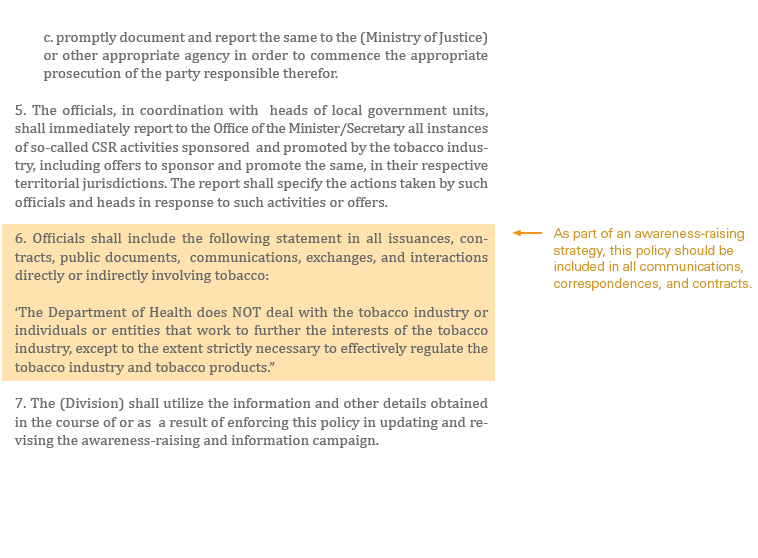 c. promptly document and report the same to the (Ministry of Justice)
or other appropriate agency in order to commence the appropriate
prosecution of the party responsible therefor.
5. The officials, in coordination with heads of local government units,
shall immediately report to the Office of the Minister/Secretary all instances
of so-called CSR activities sponsored and promoted by the tobacco indus-
try, including offers to sponsor and promote the same, in their respective
territorial jurisdictions. The report shall specify the actions taken by such
officials and heads in response to such activities or offers.
6. Officials shall include the following statement in all issuances, con-
tracts, public documents, communications, exchanges, and interactions
directly or indirectly involving tobacco:
‘The Department of Health does NOT deal with the tobacco industry or
individuals or entities that work to further the interests of the tobacco
industry, except to the extent strictly necessary to effectively regulate the
tobacco industry and tobacco products.”
As part of an awareness-raising
strategy, this policy should be
included in all communications,
correspondences, and contracts.
7. The (Division) shall utilize the information and other details obtained
in the course of or as a result of enforcing this policy in updating and re-
vising the awareness-raising and information campaign.